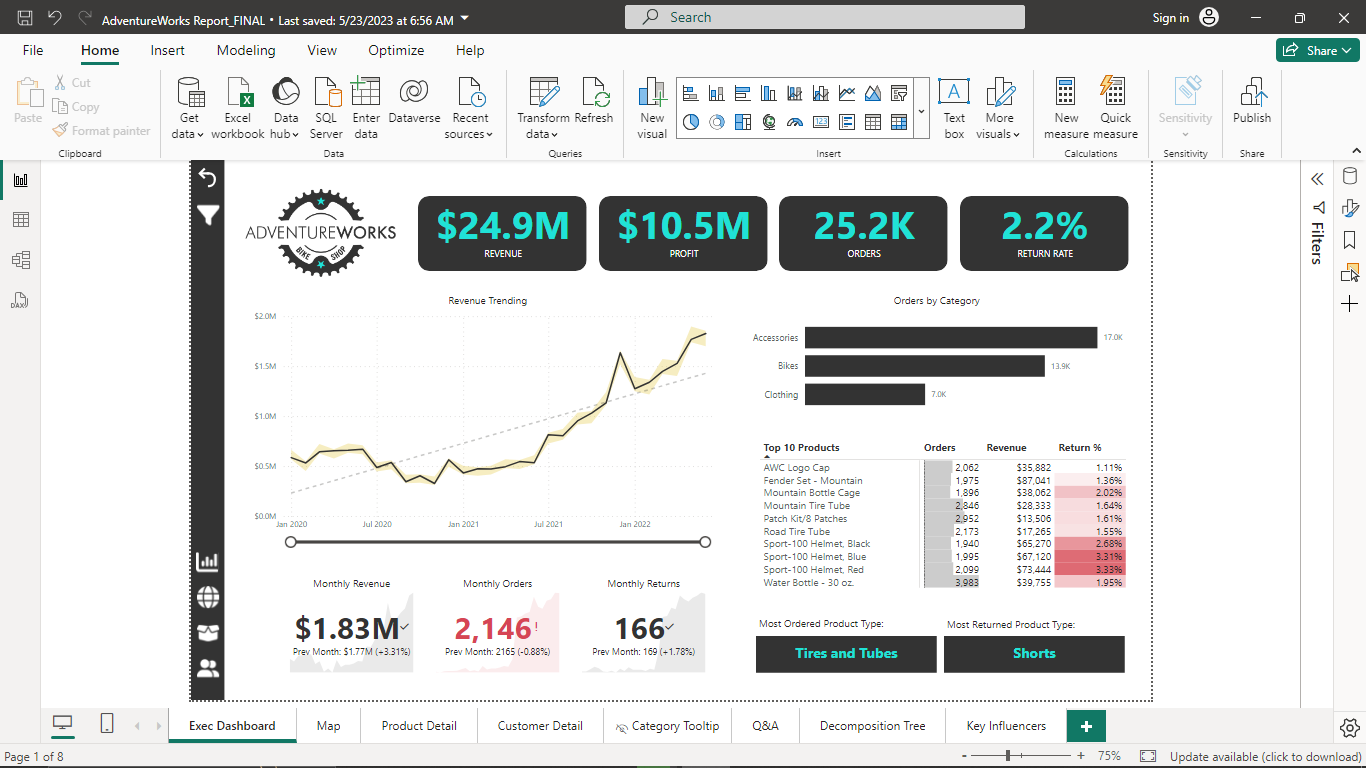 AdventureWorks Report_FINAL • Last saved: 5/23/2023 at 6:56 AM
Search
Sign in
File Home Insert Modeling View Optimize Help
Share
Paste
Cut
Copy
Format painter
Clipboard
Get data
Excel workbook
Data hub
SQL Server
Enter data
Dataverse
Recent sources
Data
Transform data
Refresh
Queries
New visual
123
A
Text box
More visuals
Insert
New measure
Quick measure
Calculations
Sensitivity
Sensitivity
Publish
Share
DAX
Filters
ADVENTUREWORKS
BIKE SHOP
$24.9M
REVENUE
$10.5M
PROFIT
25.2K
ORDERS
2.2%
RETURN RATE
Revenue Trending
$2.0M
$1.5M
$1.0M
$0.5M
$0.0M
Jan 2020 Jul 2020 Jan 2021 Jul 2021 Jan 2022
Orders by Category
Accessories 17.0K
Bikes 13.9K
Clothing 7.0K
Top 10 Products Orders Revenue Return %
AWC Logo Cap 2,062 $35,882 1.11%
Fender Set - Mountain 1,975 $87,041 1.36%
Mountain Bottle Cage 1,896 $38,062 2.02%
Mountain Tire Tube 2,846 $28,333 1.64%
Patch Kit/8 Patches 2,952 $13,506 1.61%
Road Tire Tube 2,173 $17,265 1.55%
Sport-100 Helmet, Black 1,940 $65,270 2.68%
Sport-100 Helmet, Blue 1,995 $67,120 3.31%
Sport-100 Helmet, Red 2,099 $73,444 3.33%
Water Bottle - 30 oz. 3,983 $39,755 1.95%
Monthly Revenue
$1.83M
Prev Month: $1.77M (+3.31%)
Monthly Orders
2,146!
Prev Month: 2165 (-0.88%)
Monthly Returns
166
Prev Month: 169 (+1.78%)
Most Ordered Product Type:
Tires and Tubes
Most Returned Product Type:
Shorts
Exec Dashboard Map Product Detail Customer Detail Category Tooltip Q&A Decomposition Tree Key Influencers +
Page 1 of 8
- + 75%
Update available (click to download)